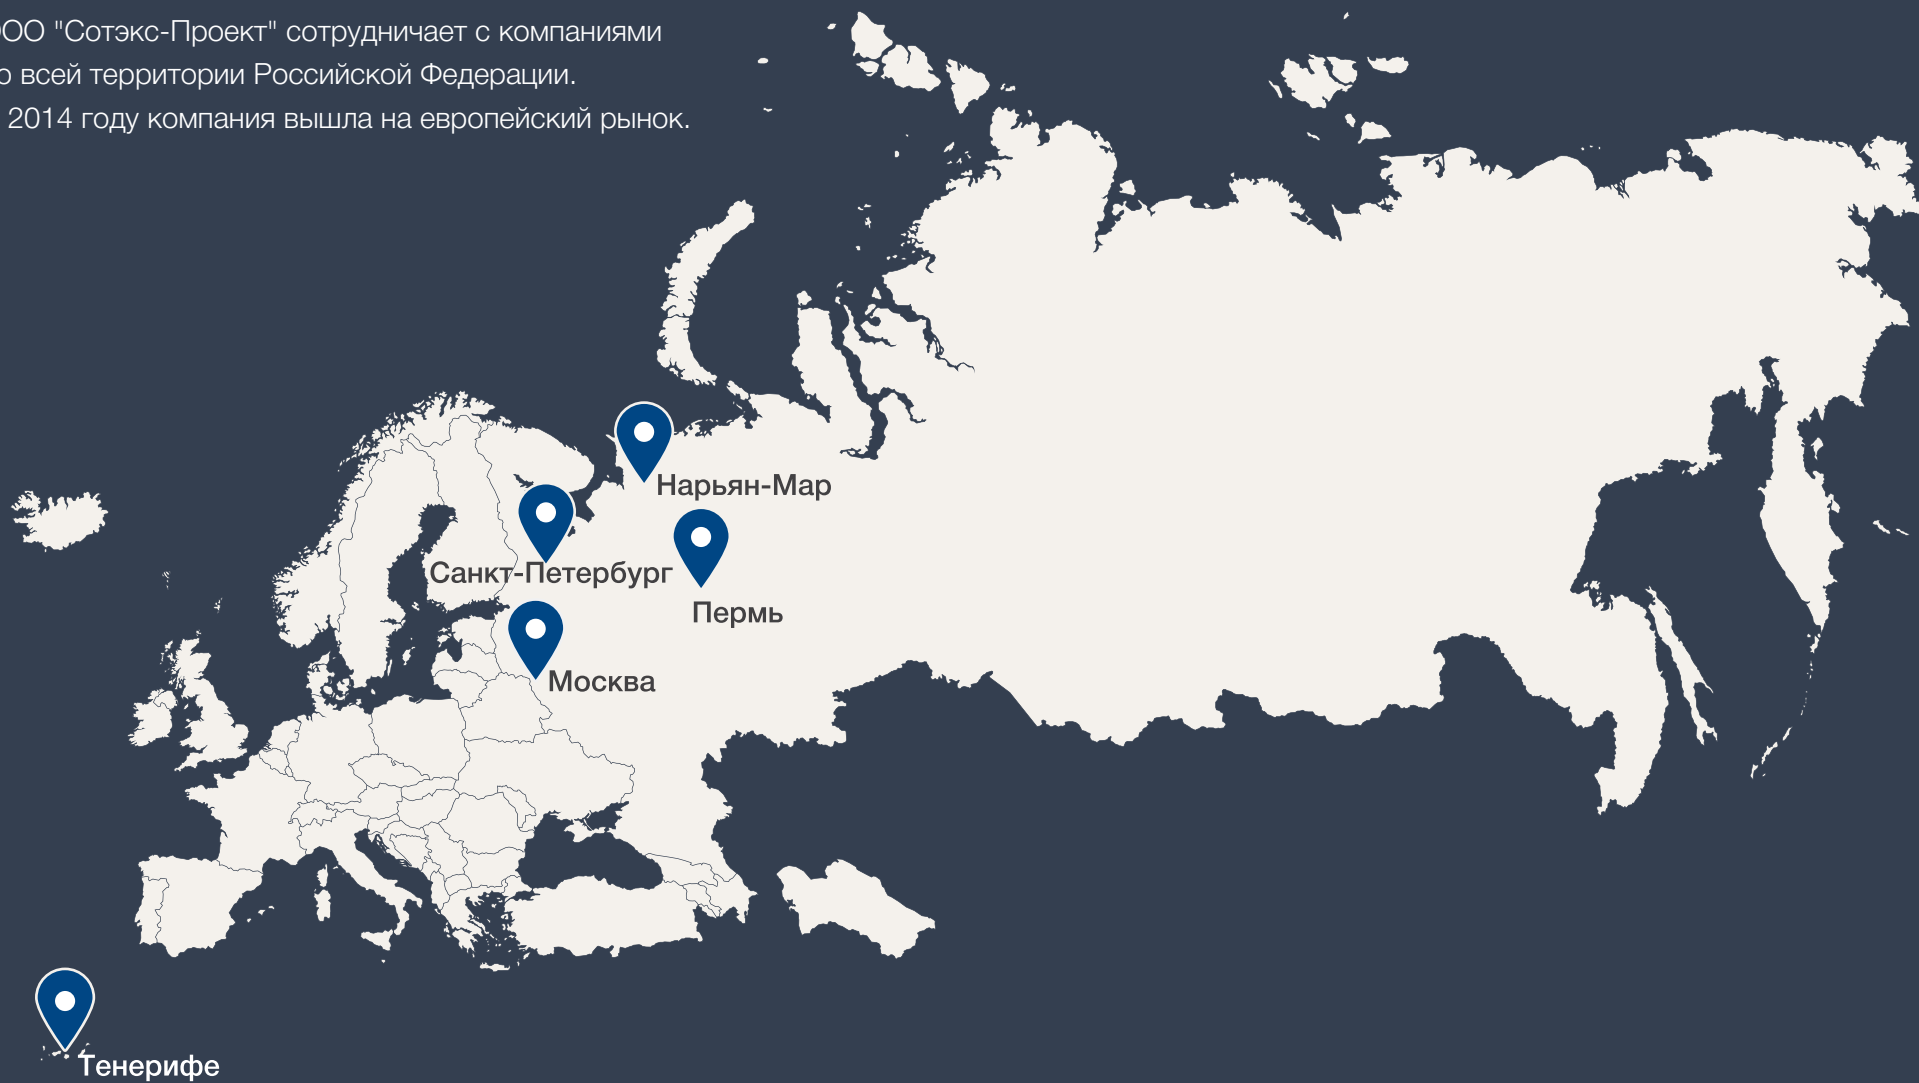 ООО "Сотэкс-Проект" сотрудничает с компаниями
о всей территории Российской Федерации.
2014 году компания вышла на европейский рынок.
Нарьян-Мар
Санкт-Петербург
Пермь
Москва
Тенерифе